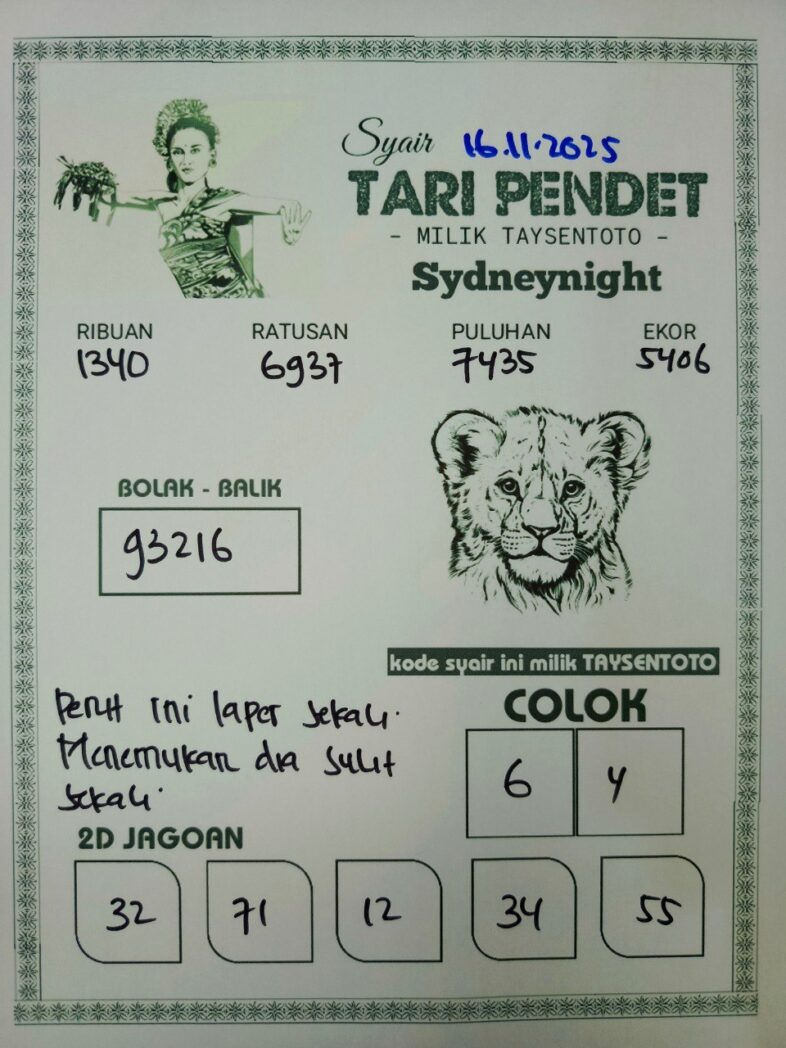 Syair 16.11.2025
TARI PENDET
- MILIK TAYSENTOTO -
Sydneynight
RIBUAN RATUSAN PULUHAN EKOR
1340 6937 7435 5406
BOLAK - BALIK
93216
kode syair ini milik TAYSENTOTO
Perut ini laper sekali.
Menemukan dia sulit
sekali.
COLOK
6 4
2D JAGOAN
32 71 12 34 55